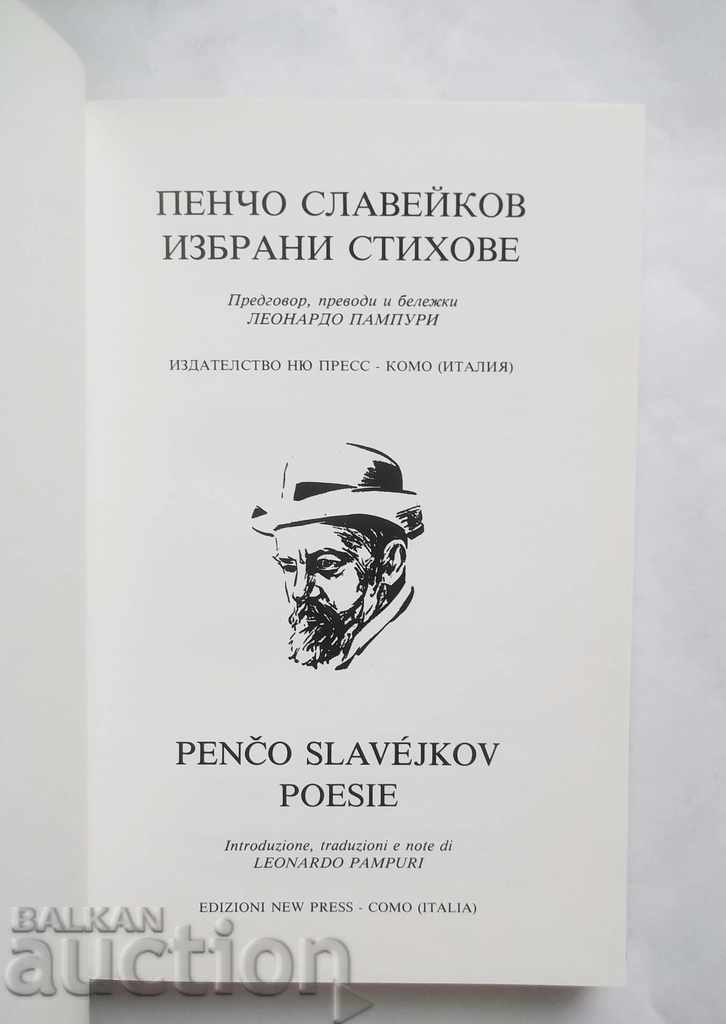 ПЕНЧО СЛАВЕЙКОВ
ИЗБРАНИ СТИХОВЕ
Предговор, преводи и бележки
ЛЕОНАРДО ПАМПУРИ
ИЗДАТЕЛСТВО НЮ ПРЕСС - КОМО (ИТАЛИЯ)
PENČO SLAVÉJKOV
POESIE
Introduzione, traduzioni e note di
LEONARDO PAMPURI
EDIZIONI NEW PRESS - COMO (ITALIA)
BALKAN
auction